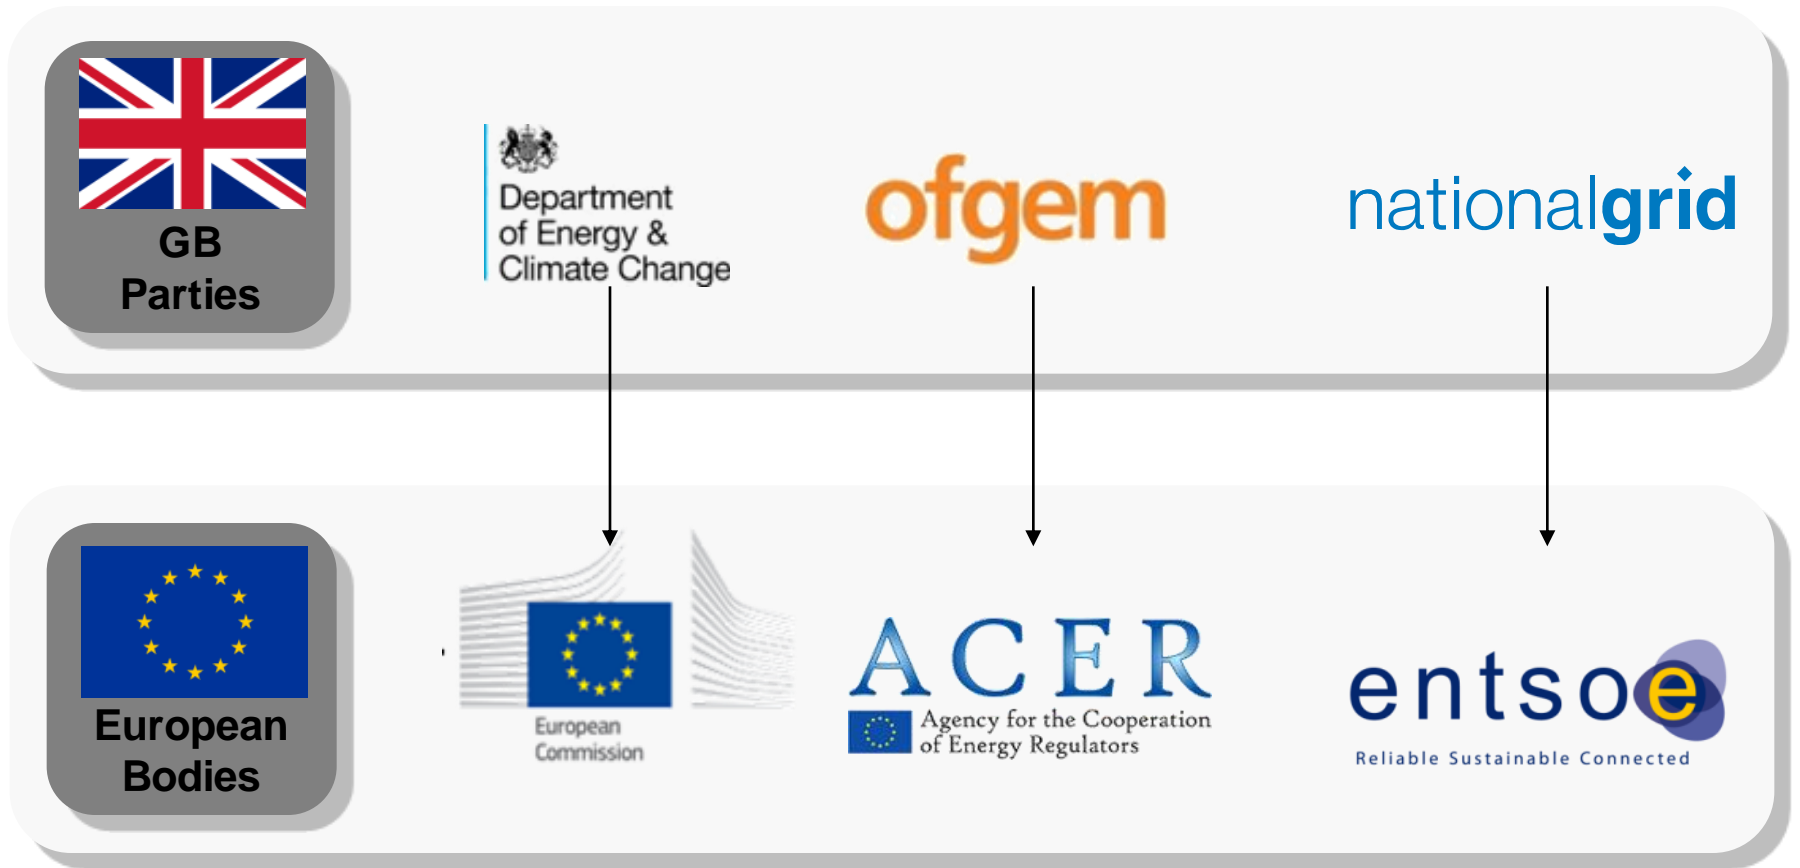 GB
Parties
Department
of Energy &
Climate Change
ofgem
nationalgrid
European
Bodies
European
Commission
ACER
Agency for the Cooperation
of Energy Regulators
entsoe
Reliable Sustainable Connected